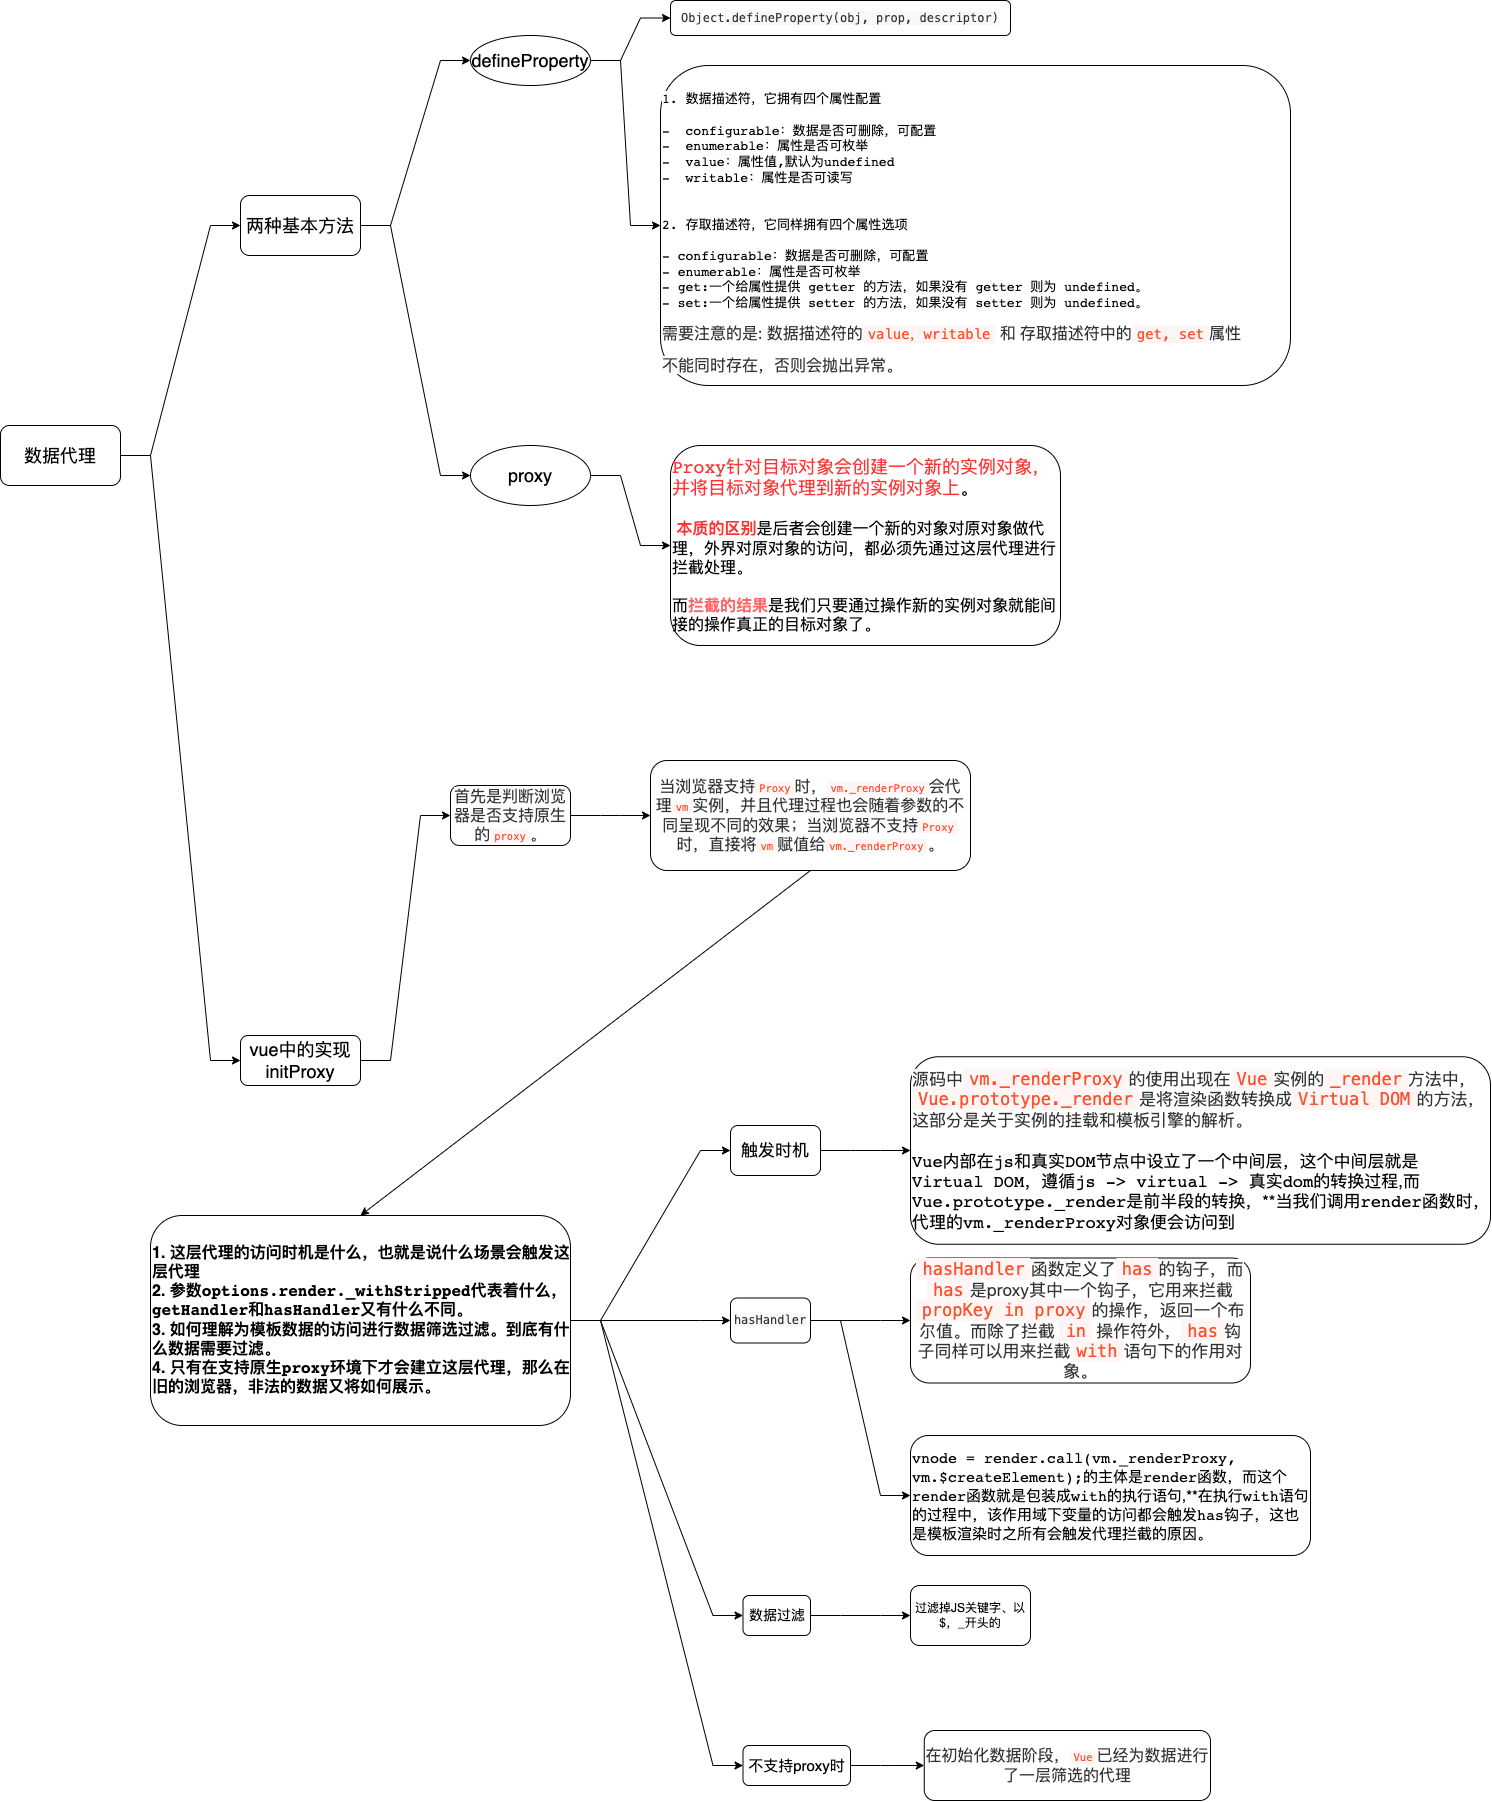 数据代理
两种基本方法
defineProperty
Object.defineProperty(obj, prop, descriptor)
1. 数据描述符，它拥有四个属性配置
- configurable：数据是否可删除，可配置
- enumerable：属性是否可枚举
- value：属性值,默认为undefined
- writable：属性是否可读写
2. 存取描述符，它同样拥有四个属性选项
- configurable：数据是否可删除，可配置
- enumerable：属性是否可枚举
- get:一个给属性提供 getter 的方法，如果没有 getter 则为 undefined。
- set:一个给属性提供 setter 的方法，如果没有 setter 则为 undefined。
需要注意的是: 数据描述符的 value，writable 和 存取描述符中的 get, set 属性
不能同时存在，否则会抛出异常。
proxy
Proxy针对目标对象会创建一个新的实例对象，
并将目标对象代理到新的实例对象上。
本质的区别是后者会创建一个新的对象对原对象做代
理，外界对原对象的访问，都必须先通过这层代理进行
拦截处理。
而拦截的结果是我们只要通过操作新的实例对象就能间
接的操作真正的目标对象了。
vue中的实现
initProxy
首先是判断浏览
器是否支持原生
的 proxy 。
当浏览器支持 Proxy 时， vm._renderProxy 会代
理 vm 实例，并且代理过程也会随着参数的不
同呈现不同的效果；当浏览器不支持 Proxy
时，直接将 vm 赋值给 vm._renderProxy 。
1. 这层代理的访问时机是什么，也就是说什么场景会触发这
层代理
2. 参数options.render._withStripped代表着什么，
getHandler和hasHandler又有什么不同。
3. 如何理解为模板数据的访问进行数据筛选过滤。到底有什
么数据需要过滤。
4. 只有在支持原生proxy环境下才会建立这层代理，那么在
旧的浏览器，非法的数据又将如何展示。
触发时机
源码中 vm._renderProxy 的使用出现在 Vue 实例的 _render 方法中，
Vue.prototype._render 是将渲染函数转换成 Virtual DOM 的方法，
这部分是关于实例的挂载和模板引擎的解析。
Vue内部在js和真实DOM节点中设立了一个中间层，这个中间层就是
Virtual DOM，遵循js -> virtual -> 真实dom的转换过程,而
Vue.prototype._render是前半段的转换，**当我们调用render函数时，
代理的vm._renderProxy对象便会访问到
hasHandler
hasHandler 函数定义了 has 的钩子，而
has 是proxy其中一个钩子，它用来拦截
propKey in proxy 的操作，返回一个布
尔值。而除了拦截 in 操作符外， has 钩
子同样可以用来拦截 with 语句下的作用对
象。
vnode = render.call(vm._renderProxy,
vm.$createElement);的主体是render函数，而这个
render函数就是包装成with的执行语句,**在执行with语句
的过程中，该作用域下变量的访问都会触发has钩子，这也
是模板渲染时之所有会触发代理拦截的原因。
数据过滤
过滤掉JS关键字、以
$，_开头的
不支持proxy时
在初始化数据阶段， Vue 已经为数据进行
了一层筛选的代理